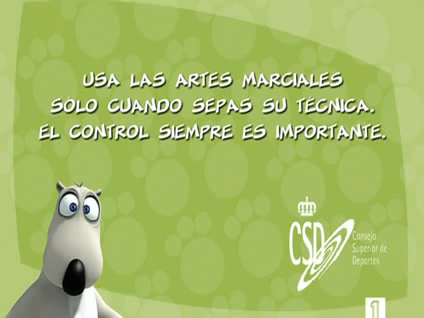 USA LAS ARTES MARCIALES
SOLO CUANDO SEPAS SU TÉCNICA.
EL CONTROL SIEMPRE ES IMPORTANTE.
CSD
Consejo
Superior de
Deportes
1